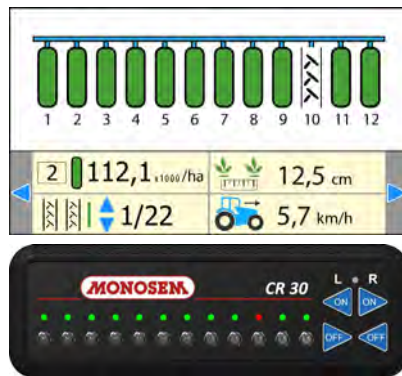 1 2 3 4 5 6 7 8 9 10 11 12
2 112,1 x1000/ha 12,5 cm
1/22 5,7 km/h
MONOSEM CR 30 L R
ON ON
OFF OFF